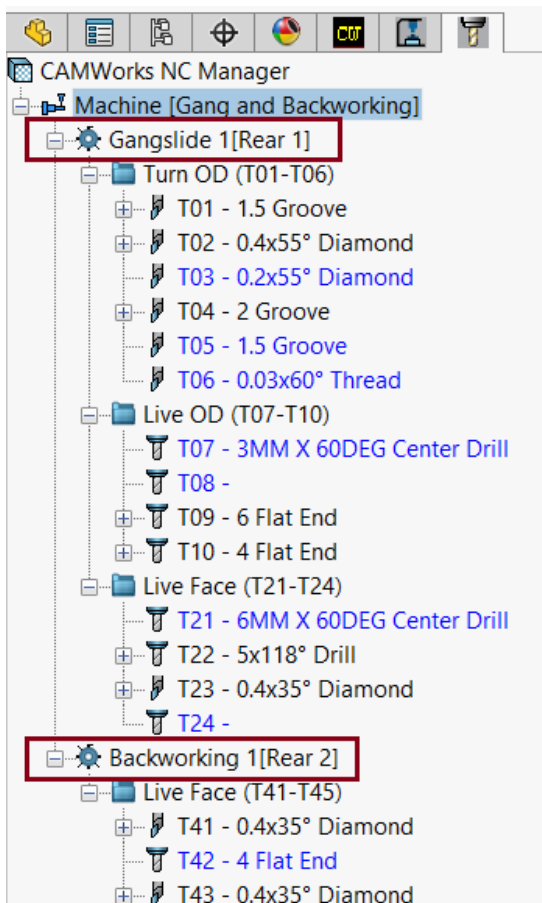 CAMWorks NC Manager
Machine [Gang and Backworking]
Gangslide 1[Rear 1]
Turn OD (T01-T06)
T01 - 1.5 Groove
T02 - 0.4x55° Diamond
T03 - 0.2x55° Diamond
T04 - 2 Groove
T05 - 1.5 Groove
T06 - 0.03x60° Thread
Live OD (T07-T10)
T07 - 3MM X 60DEG Center Drill
T08 -
T09 - 6 Flat End
T10 - 4 Flat End
Live Face (T21-T24)
T21 - 6MM X 60DEG Center Drill
T22 - 5x118° Drill
T23 - 0.4x35° Diamond
T24 -
Backworking 1[Rear 2]
Live Face (T41-T45)
T41 - 0.4x35° Diamond
T42 - 4 Flat End
T43 - 0.4x35° Diamond